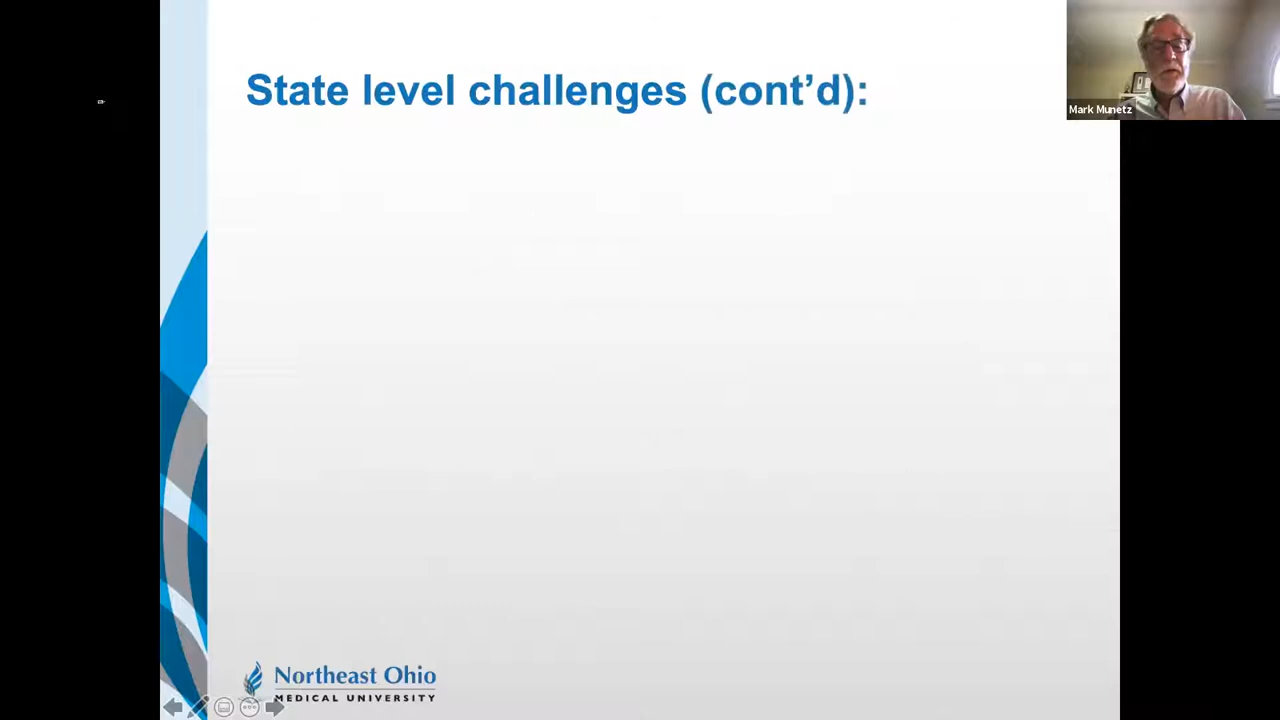 State level challenges (cont’d):
Mark Munetz
Northeast Ohio
MEDICAL UNIVERSITY